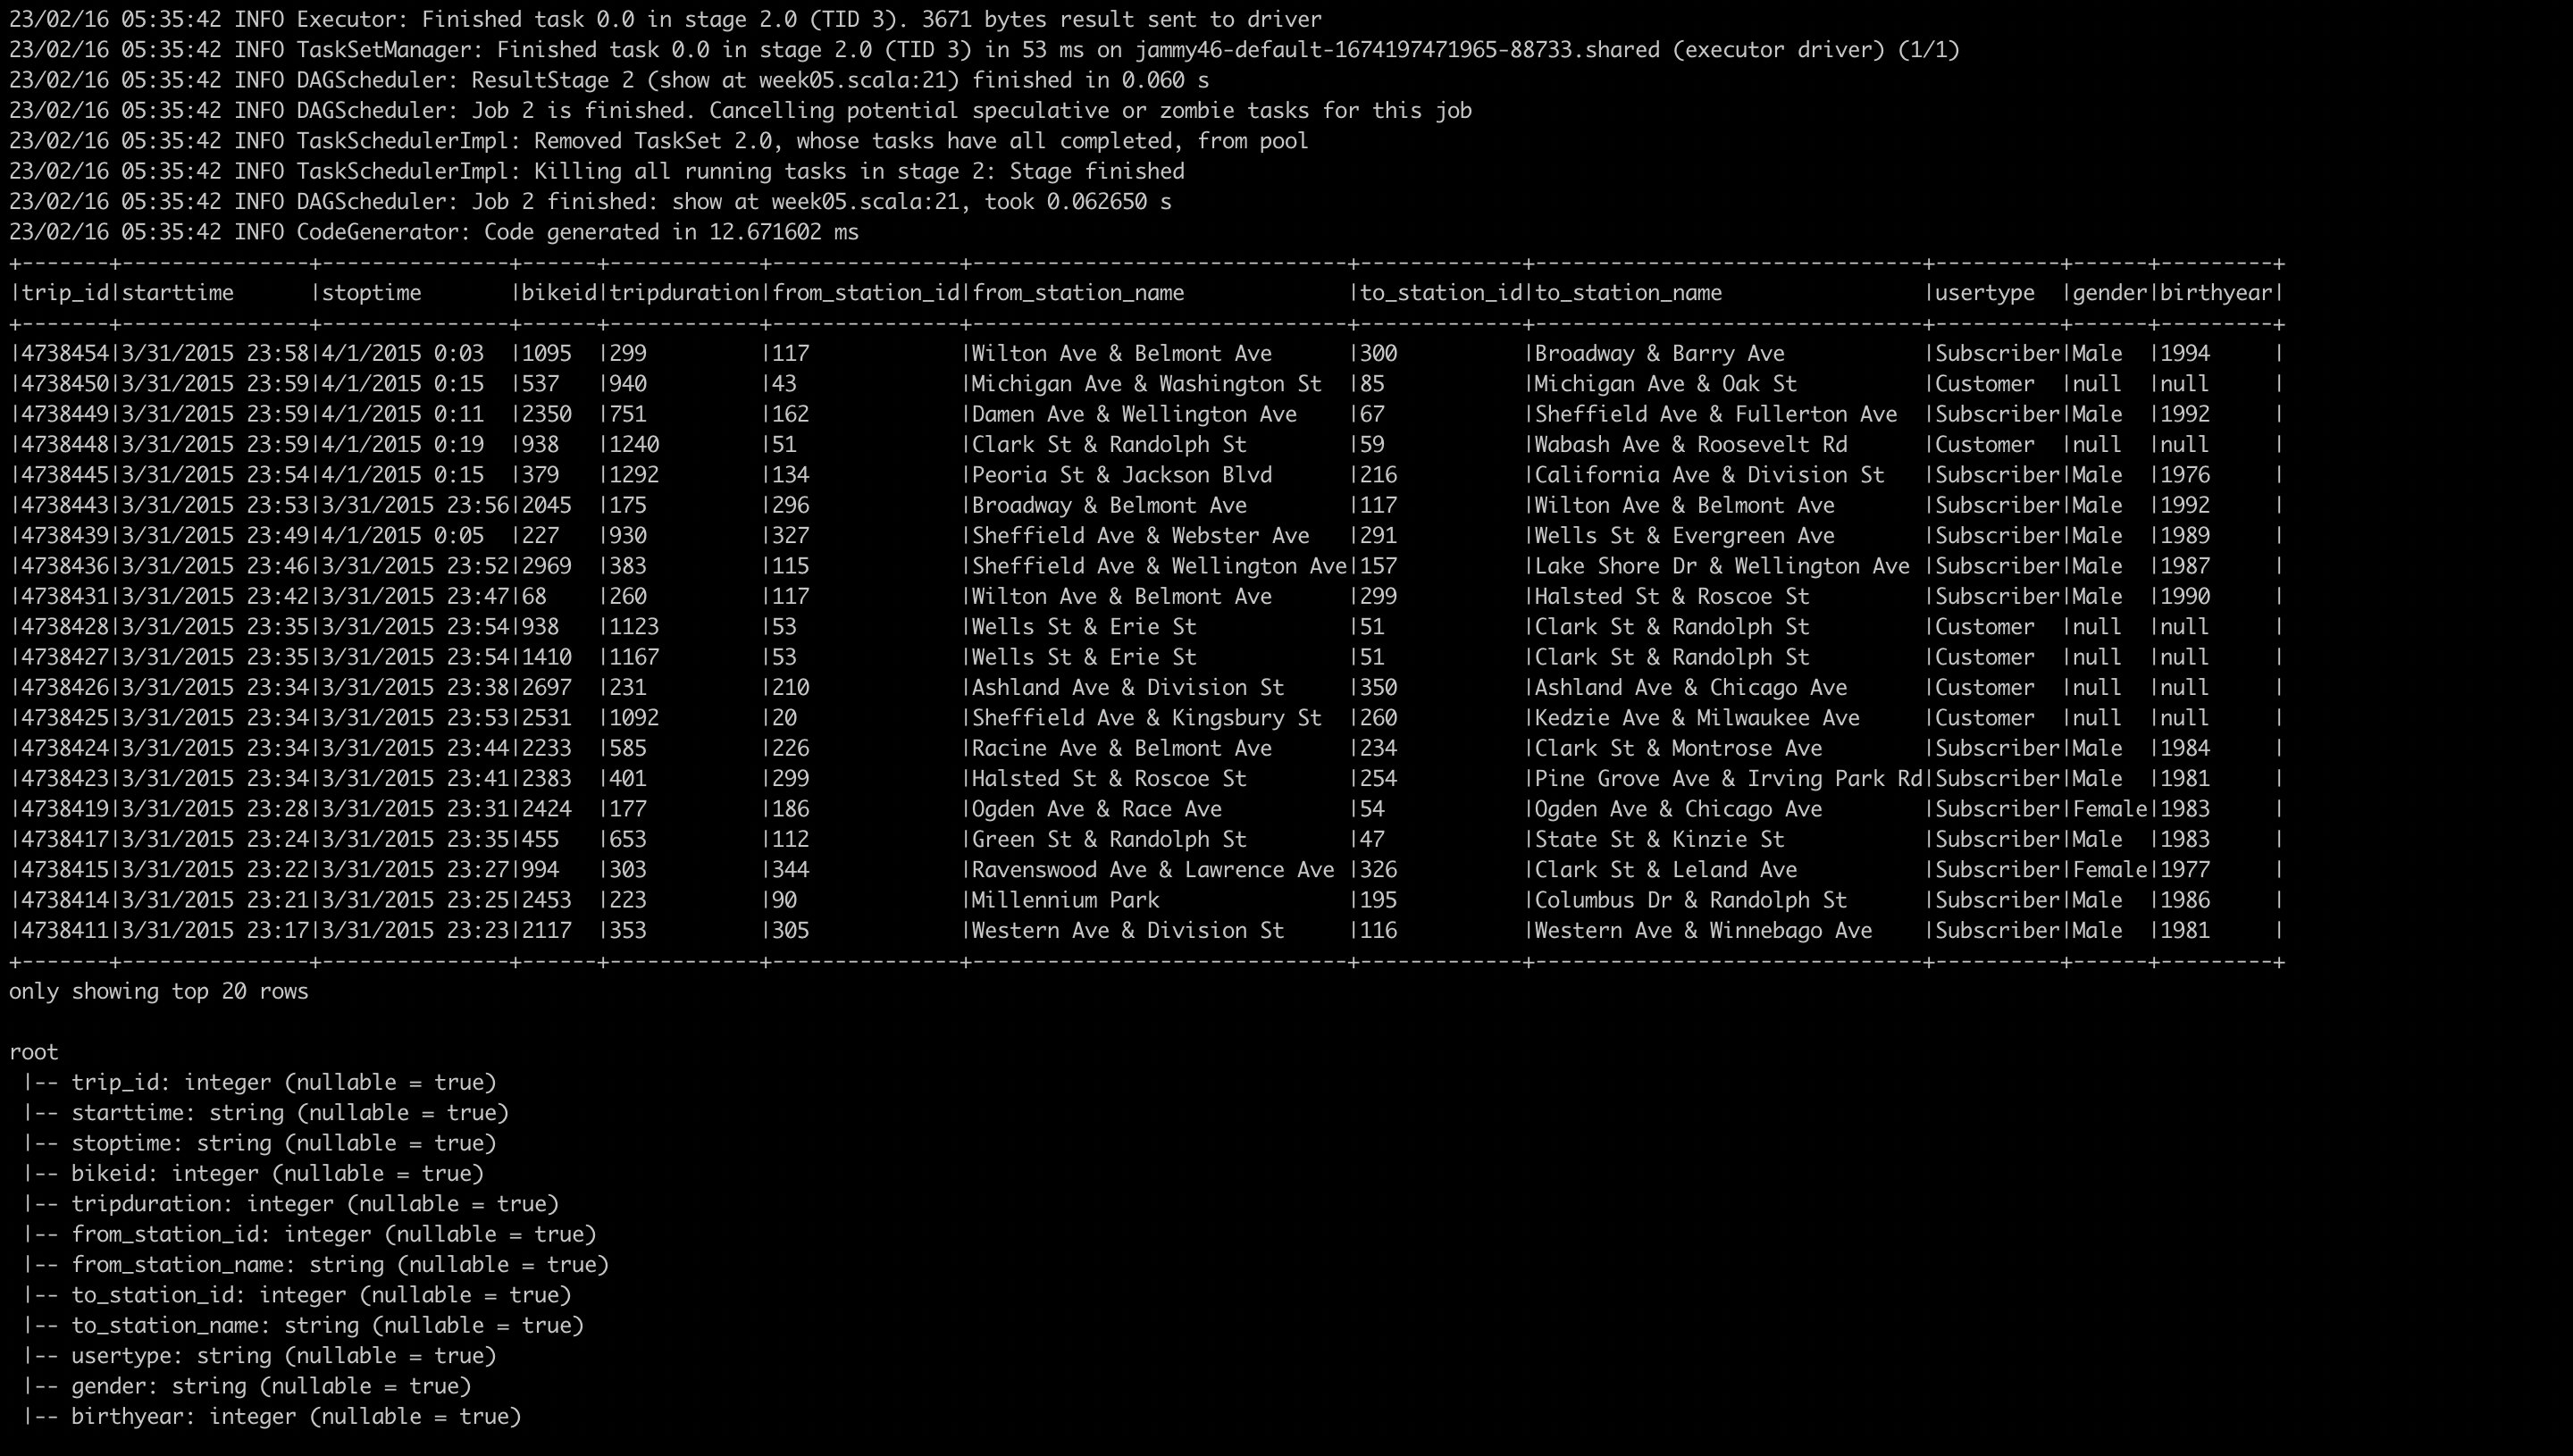 23/02/16 05:35:42 INFO Executor: Finished task 0.0 in stage 2.0 (TID 3). 3671 bytes result sent to driver
23/02/16 05:35:42 INFO TaskSetManager: Finished task 0.0 in stage 2.0 (TID 3) in 53 ms on jammy46-default-1674197471965-88733.shared (executor driver) (1/1)
23/02/16 05:35:42 INFO DAGScheduler: ResultStage 2 (show at week05.scala:21) finished in 0.060 s
23/02/16 05:35:42 INFO DAGScheduler: Job 2 is finished. Cancelling potential speculative or zombie tasks for this job
23/02/16 05:35:42 INFO TaskSchedulerImpl: Removed TaskSet 2.0, whose tasks have all completed, from pool
23/02/16 05:35:42 INFO TaskSchedulerImpl: Killing all running tasks in stage 2: Stage finished
23/02/16 05:35:42 INFO DAGScheduler: Job 2 finished: show at week05.scala:21, took 0.062650 s
23/02/16 05:35:42 INFO CodeGenerator: Code generated in 12.671602 ms
+-------+---------------+---------------+------+------------+---------------+------------------------------+-------------+-------------------------------+----------+------+---------+
|trip_id|starttime      |stoptime       |bikeid|tripduration|from_station_id|from_station_name             |to_station_id|to_station_name                |usertype  |gender|birthyear|
+-------+---------------+---------------+------+------------+---------------+------------------------------+-------------+-------------------------------+----------+------+---------+
|4738454|3/31/2015 23:58|4/1/2015 0:03  |1095  |299         |117            |Wilton Ave & Belmont Ave      |300          |Broadway & Barry Ave           |Subscriber|Male  |1994     |
|4738450|3/31/2015 23:59|4/1/2015 0:15  |537   |940         |43             |Michigan Ave & Washington St  |85           |Michigan Ave & Oak St          |Customer  |null  |null     |
|4738449|3/31/2015 23:59|4/1/2015 0:11  |2350  |751         |162            |Damen Ave & Wellington Ave    |67           |Sheffield Ave & Fullerton Ave  |Subscriber|Male  |1992     |
|4738448|3/31/2015 23:59|4/1/2015 0:19  |938   |1240        |51             |Clark St & Randolph St        |59           |Wabash Ave & Roosevelt Rd      |Customer  |null  |null     |
|4738445|3/31/2015 23:54|4/1/2015 0:15  |379   |1292        |134            |Peoria St & Jackson Blvd      |216          |California Ave & Division St   |Subscriber|Male  |1976     |
|4738443|3/31/2015 23:53|3/31/2015 23:56|2045  |175         |296            |Broadway & Belmont Ave        |117          |Wilton Ave & Belmont Ave       |Subscriber|Male  |1992     |
|4738439|3/31/2015 23:49|4/1/2015 0:05  |227   |930         |327            |Sheffield Ave & Webster Ave   |291          |Wells St & Evergreen Ave       |Subscriber|Male  |1989     |
|4738436|3/31/2015 23:46|3/31/2015 23:52|2969  |383         |115            |Sheffield Ave & Wellington Ave|157          |Lake Shore Dr & Wellington Ave |Subscriber|Male  |1987     |
|4738431|3/31/2015 23:42|3/31/2015 23:47|68    |260         |117            |Wilton Ave & Belmont Ave      |299          |Halsted St & Roscoe St         |Subscriber|Male  |1990     |
|4738428|3/31/2015 23:35|3/31/2015 23:54|938   |1123        |53             |Wells St & Erie St            |51           |Clark St & Randolph St         |Customer  |null  |null     |
|4738427|3/31/2015 23:35|3/31/2015 23:54|1410  |1167        |53             |Wells St & Erie St            |51           |Clark St & Randolph St         |Customer  |null  |null     |
|4738426|3/31/2015 23:34|3/31/2015 23:38|2697  |231         |210            |Ashland Ave & Division St     |350          |Ashland Ave & Chicago Ave      |Customer  |null  |null     |
|4738425|3/31/2015 23:34|3/31/2015 23:53|2531  |1092        |20             |Sheffield Ave & Kingsbury St  |260          |Kedzie Ave & Milwaukee Ave     |Customer  |null  |null     |
|4738424|3/31/2015 23:34|3/31/2015 23:44|2233  |585         |226            |Racine Ave & Belmont Ave      |234          |Clark St & Montrose Ave        |Subscriber|Male  |1984     |
|4738423|3/31/2015 23:34|3/31/2015 23:41|2383  |401         |299            |Halsted St & Roscoe St        |254          |Pine Grove Ave & Irving Park Rd|Subscriber|Male  |1981     |
|4738419|3/31/2015 23:28|3/31/2015 23:31|2424  |177         |186            |Ogden Ave & Race Ave          |54           |Ogden Ave & Chicago Ave        |Subscriber|Female|1983     |
|4738417|3/31/2015 23:24|3/31/2015 23:35|455   |653         |112            |Green St & Randolph St        |47           |State St & Kinzie St           |Subscriber|Male  |1983     |
|4738415|3/31/2015 23:22|3/31/2015 23:27|994   |303         |344            |Ravenswood Ave & Lawrence Ave |326          |Clark St & Leland Ave          |Subscriber|Female|1977     |
|4738414|3/31/2015 23:21|3/31/2015 23:25|2453  |223         |90             |Millennium Park               |195          |Columbus Dr & Randolph St      |Subscriber|Male  |1986     |
|4738411|3/31/2015 23:17|3/31/2015 23:23|2117  |353         |305            |Western Ave & Division St     |116          |Western Ave & Winnebago Ave    |Subscriber|Male  |1981     |
+-------+---------------+---------------+------+------------+---------------+------------------------------+-------------+-------------------------------+----------+------+---------+
only showing top 20 rows

root
 |-- trip_id: integer (nullable = true)
 |-- starttime: string (nullable = true)
 |-- stoptime: string (nullable = true)
 |-- bikeid: integer (nullable = true)
 |-- tripduration: integer (nullable = true)
 |-- from_station_id: integer (nullable = true)
 |-- from_station_name: string (nullable = true)
 |-- to_station_id: integer (nullable = true)
 |-- to_station_name: string (nullable = true)
 |-- usertype: string (nullable = true)
 |-- gender: string (nullable = true)
 |-- birthyear: integer (nullable = true)